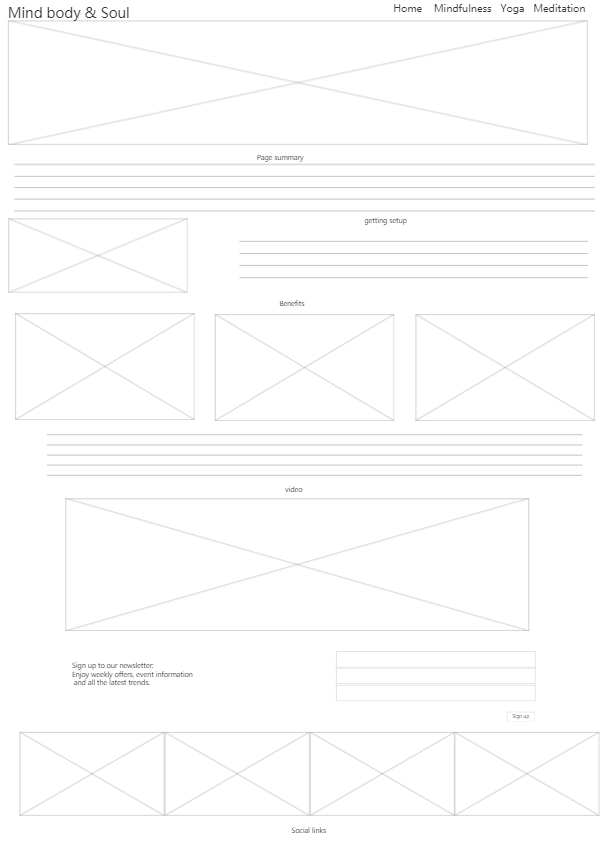 Mind body & Soul
Home Mindfulness Yoga Meditation
Page summary
getting setup
Benefits
video
Sign up to our newsletter:
Enjoy weekly offers, event information
and all the latest trends.
Sign up
Social links